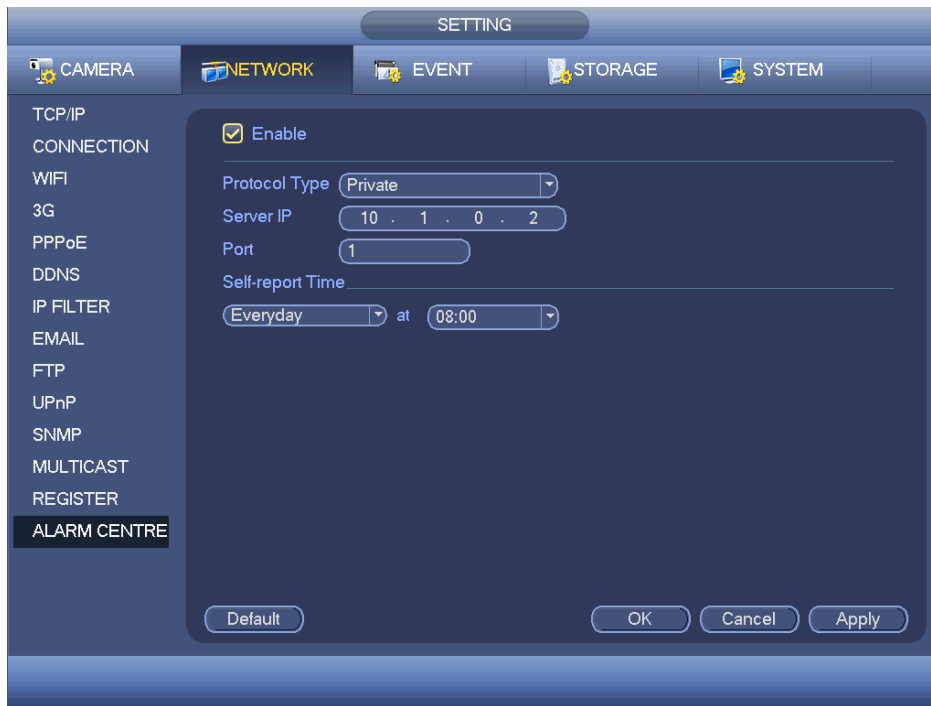 SETTING
CAMERA NETWORK EVENT STORAGE SYSTEM
TCP/IP
CONNECTION
WIFI
3G
PPPoE
DDNS
IP FILTER
EMAIL
FTP
UPnP
SNMP
MULTICAST
REGISTER
ALARM CENTRE
Enable
Protocol Type Private
Server IP 10 . 1 . 0 . 2
Port 1
Self-report Time
Everyday at 08:00
Default OK Cancel Apply